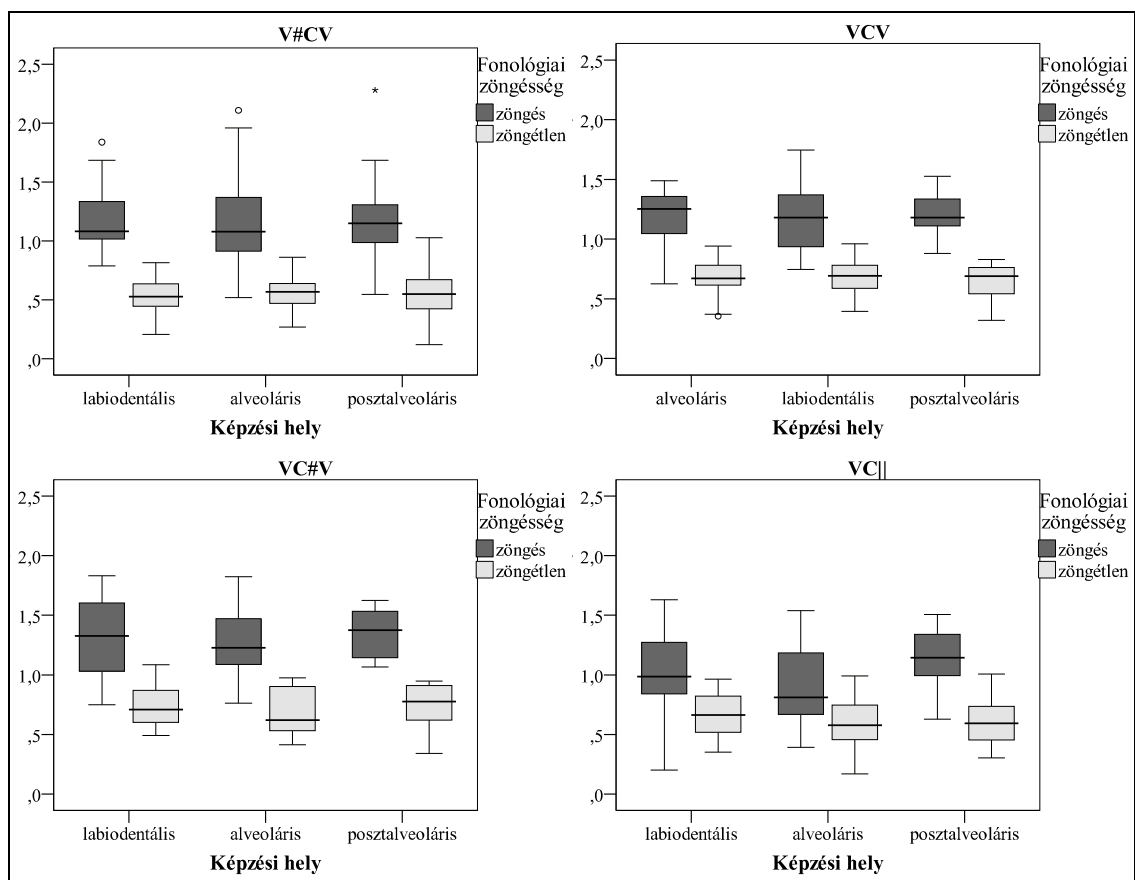 V#CV
2,5
2,0
1,5
1,0
,5
,0
labiodentális alveoláris posztalveoláris
Képzési hely
Fonológiai
zöngésség
zöngés
zöngétlen
VCV
2,5
2,0
1,5
1,0
,5
,0
alveoláris labiodentális posztalveoláris
Képzési hely
Fonológiai
zöngésség
zöngés
zöngétlen
VC#V
2,5
2,0
1,5
1,0
,5
,0
labiodentális alveoláris posztalveoláris
Képzési hely
Fonológiai
zöngésség
zöngés
zöngétlen
VC||
2,5
2,0
1,5
1,0
,5
,0
labiodentális alveoláris posztalveoláris
Képzési hely
Fonológiai
zöngésség
zöngés
zöngétlen